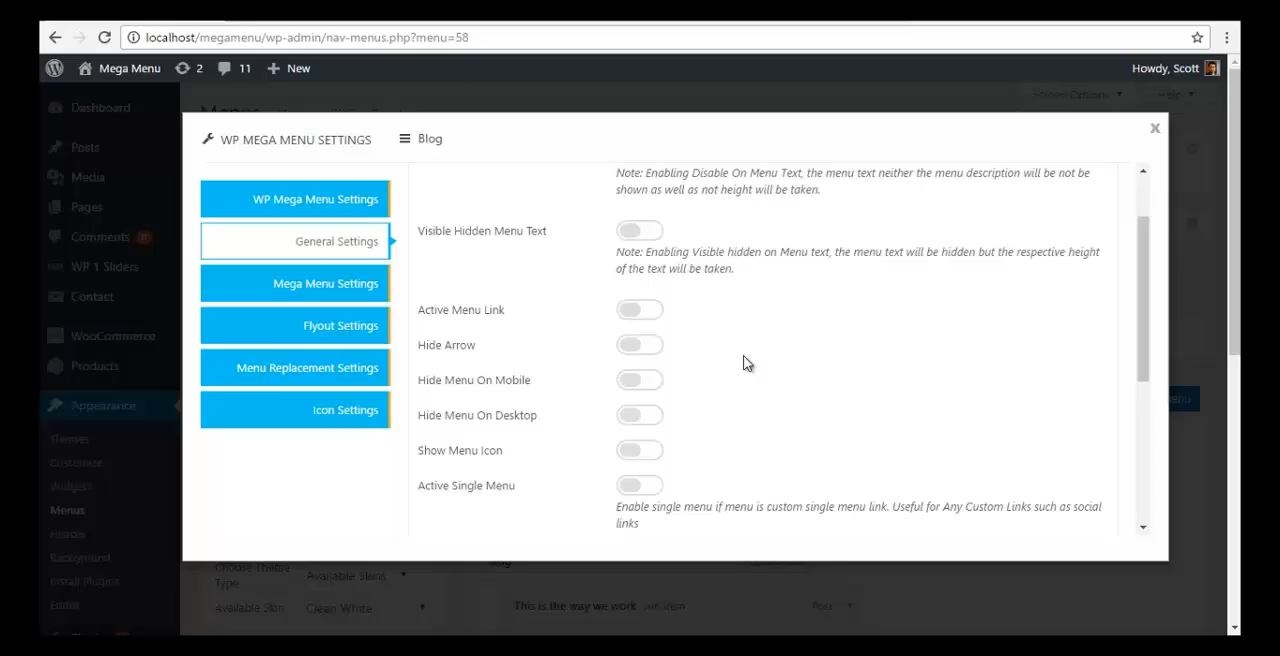 localhost/megamenu/wp-admin/nav-menus.php?menu=58
Mega Menu 2 11 New Howdy, Scott
Dashboard
Posts
Media
Pages
Comments
WP 1 Sliders
Contact
WooCommerce
Products
Appearance
Themes
Customize
Widgets
Menus
Header
Background
Install Plugins
Editor
WP MEGA MENU SETTINGS Blog x
WP Mega Menu Settings
General Settings
Mega Menu Settings
Flyout Settings
Menu Replacement Settings
Icon Settings
Note: Enabling Disable On Menu Text, the menu text neither the menu description will be not be
shown as well as not height will be taken.
Visible Hidden Menu Text
Note: Enabling Visible hidden on Menu text, the menu text will be hidden but the respective height
of the text will be taken.
Active Menu Link
Hide Arrow
Hide Menu On Mobile
Hide Menu On Desktop
Show Menu Icon
Active Single Menu
Enable single menu if menu is custom single menu link. Useful for Any Custom Links such as social
links
Choose Theme
Type
Available Skins
Available Skin
Clean White
This is the way we work sub item
Post